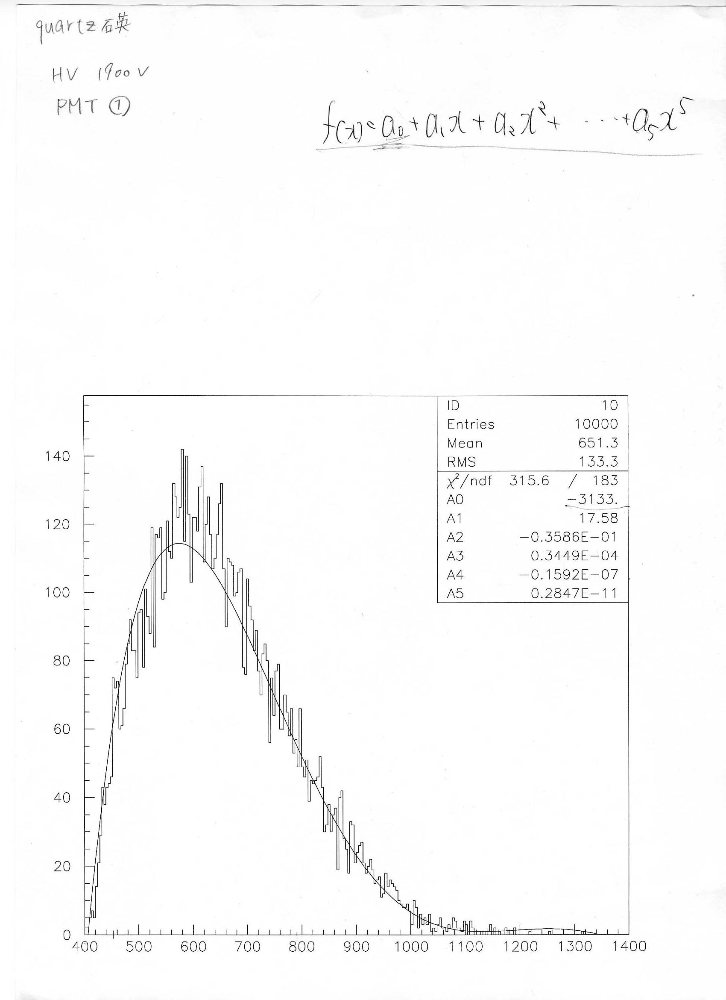 quartz 石英
HV 1900 V
PMT ①
f(x)= a₀ + a₁x + a₂x² + ‥‥ + a₅x⁵
ID 10
Entries 10000
Mean 651.3
RMS 133.3
χ²/ndf 315.6 / 183
A0 −3133.
A1 17.58
A2 −0.3586E−01
A3 0.3449E−04
A4 −0.1592E−07
A5 0.2847E−11
140
120
100
80
60
40
20
0
400 500 600 700 800 900 1000 1100 1200 1300 1400